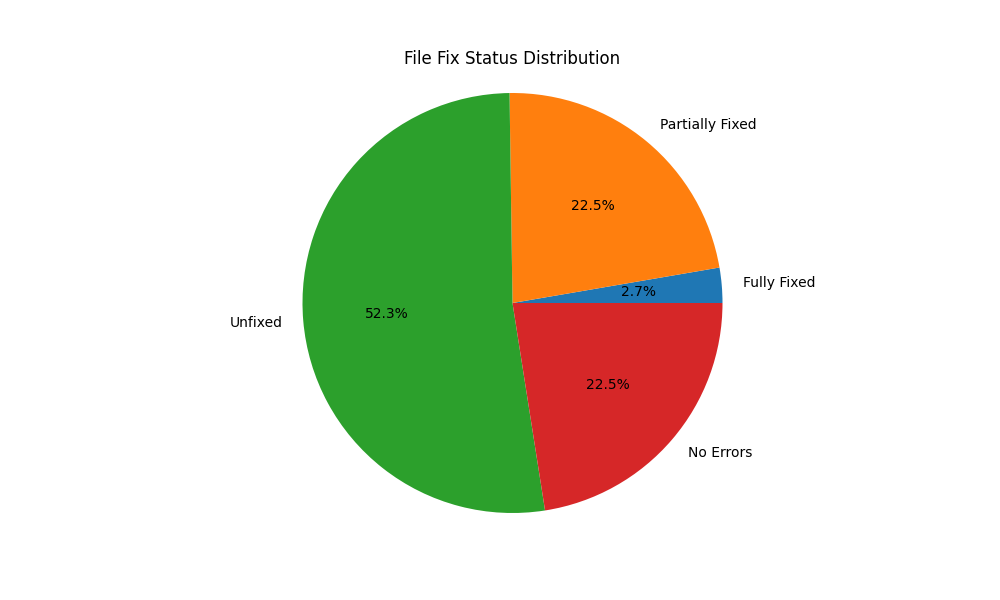 File Fix Status Distribution
Partially Fixed
22.5%
Fully Fixed
2.7%
52.3%
Unfixed
22.5%
No Errors